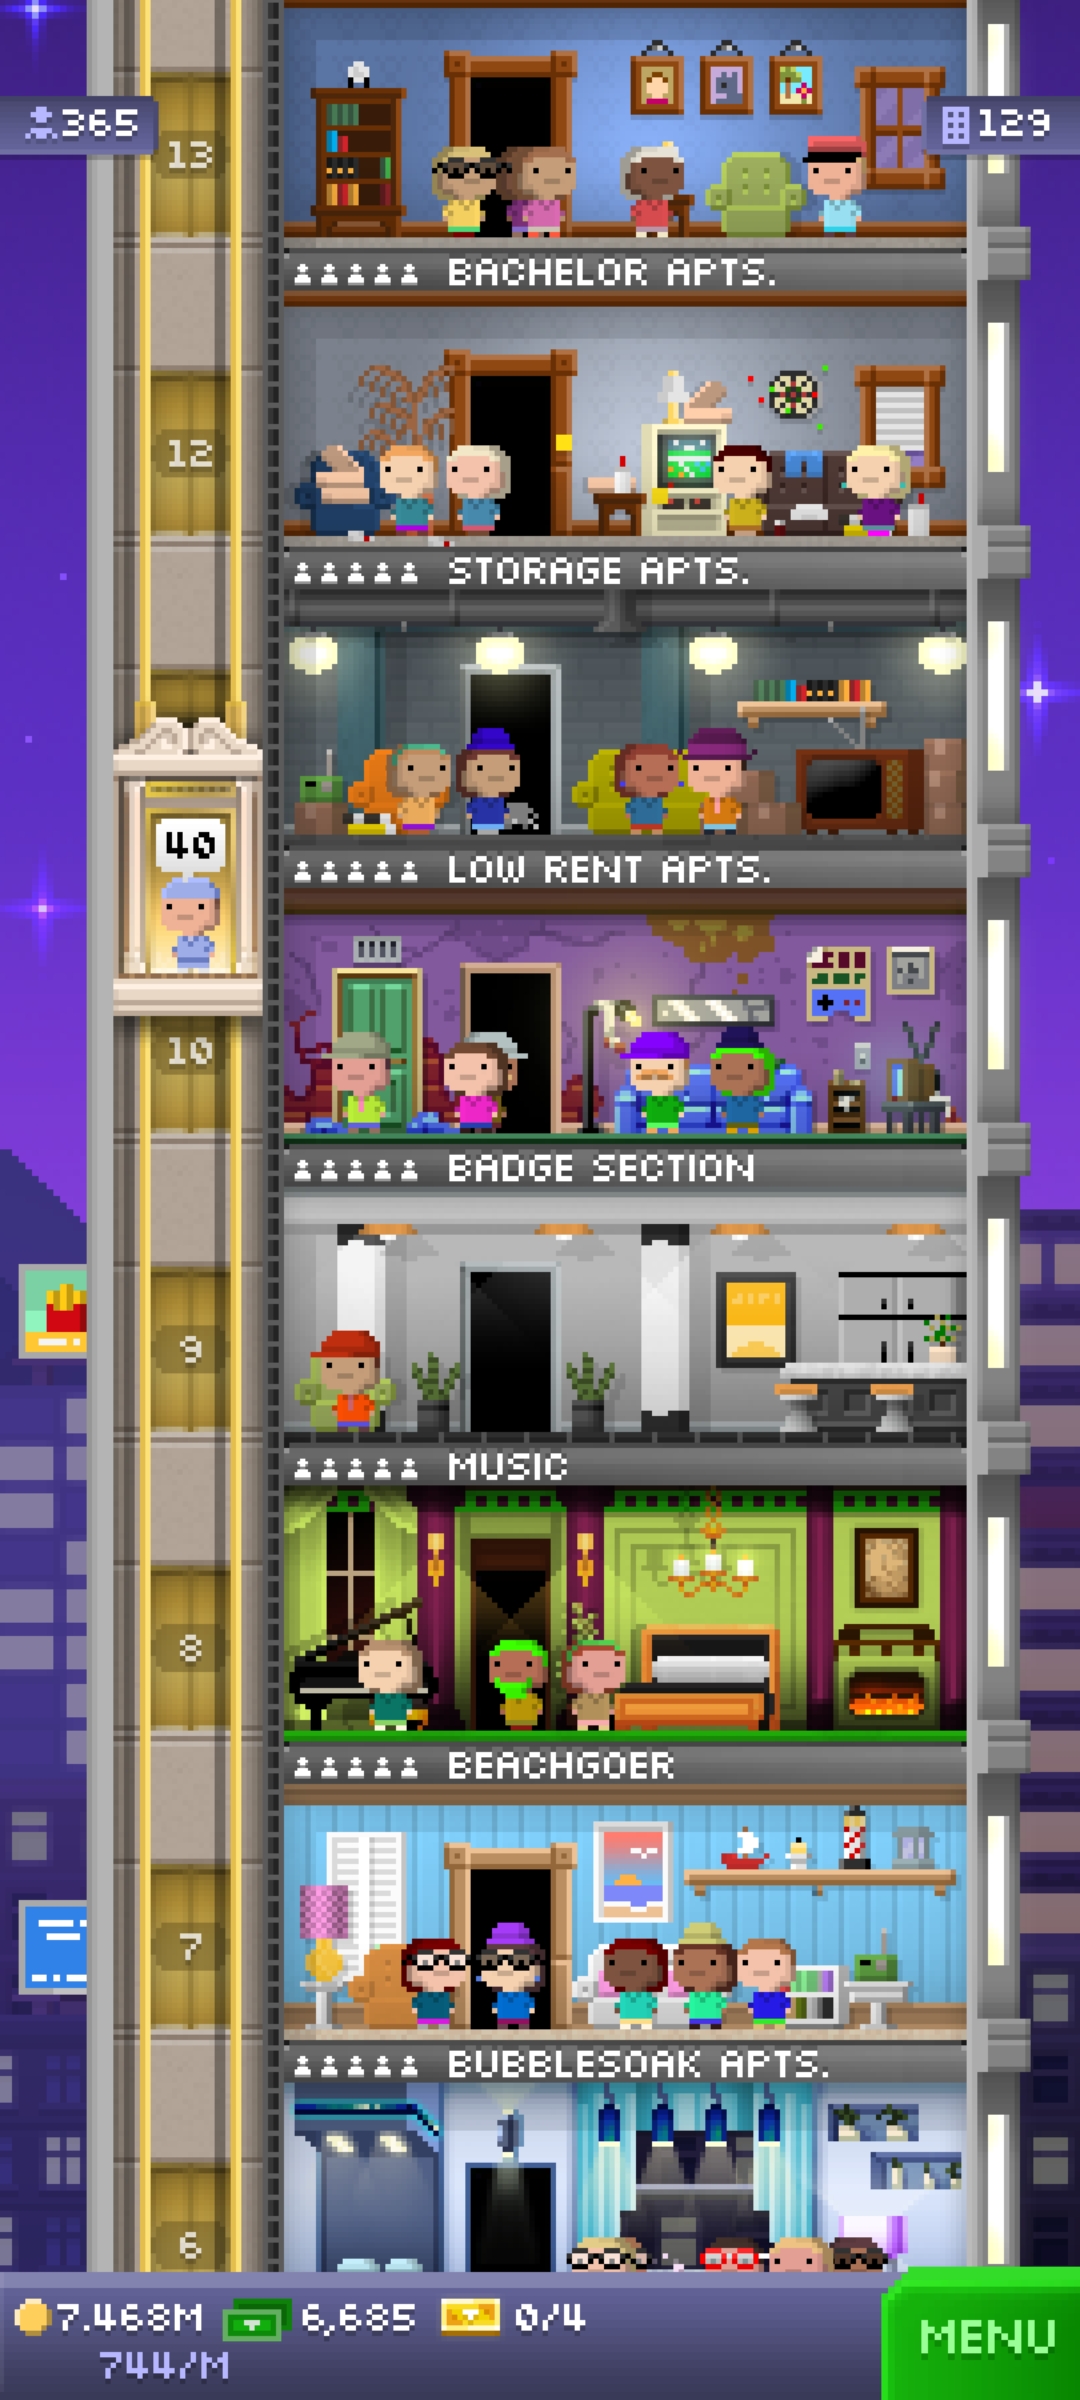 365
129
13
BACHELOR APTS.
12
STORAGE APTS.
40
LOW RENT APTS.
10
BADGE SECTION
9
MUSIC
8
BEACHGOER
7
BUBBLESOAK APTS.
6
7.468M 6,685 0/4
744/M
MENU